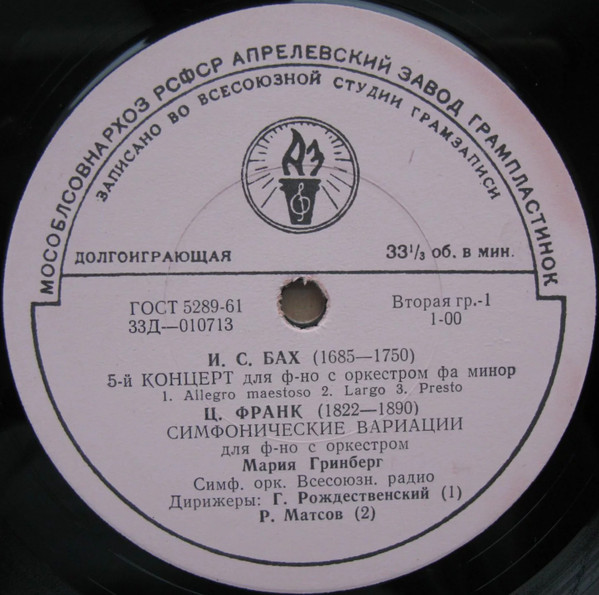 МОСОБЛСОВНАРХОЗ РСФСР АПРЕЛЕВСКИЙ ЗАВОД ГРАМПЛАСТИНОК
ЗАПИСАНО ВО ВСЕСОЮЗНОЙ СТУДИИ ГРАМЗАПИСИ
АЗ
ДОЛГОИГРАЮЩАЯ 33⅓ об. в мин.
ГОСТ 5289-61 Вторая гр.-1
33Д—010713 1-00
И. С. БАХ (1685—1750)
5-й КОНЦЕРТ для ф-но с оркестром фа минор
1. Allegro maestoso 2. Largo 3. Presto
Ц. ФРАНК (1822—1890)
СИМФОНИЧЕСКИЕ ВАРИАЦИИ
для ф-но с оркестром
Мария Гринберг
Симф. орк. Всесоюзн. радио
Дирижеры: Г. Рождественский (1)
Р. Матсов (2)